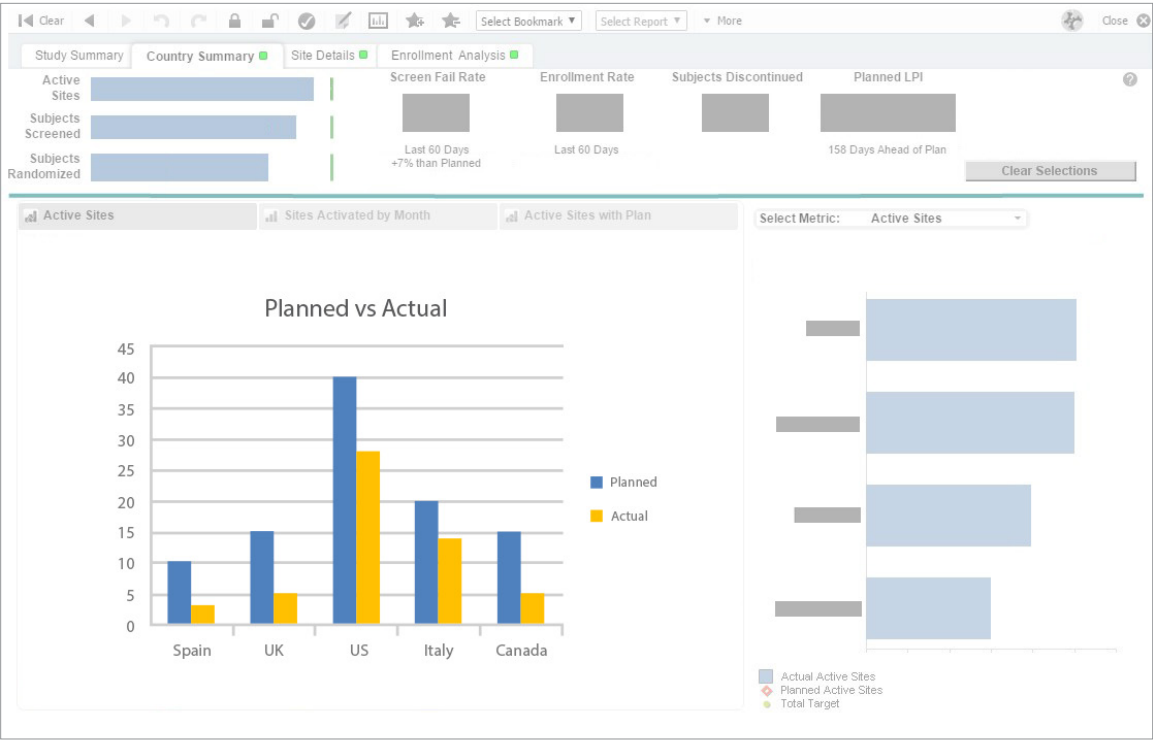 Clear Select Bookmark ▼ Select Report ▼ ▼ More Close
Study Summary Country Summary Site Details Enrollment Analysis
Active
Sites
Subjects
Screened
Subjects
Randomized
Screen Fail Rate Enrollment Rate Subjects Discontinued Planned LPI
Last 60 Days
+7% than Planned
Last 60 Days
158 Days Ahead of Plan
?
Clear Selections
Active Sites Sites Activated by Month Active Sites with Plan
Select Metric: Active Sites
Planned vs Actual
45
40
35
30
25
20
15
10
5
0
Spain UK US Italy Canada
Planned
Actual
Actual Active Sites
Planned Active Sites
Total Target